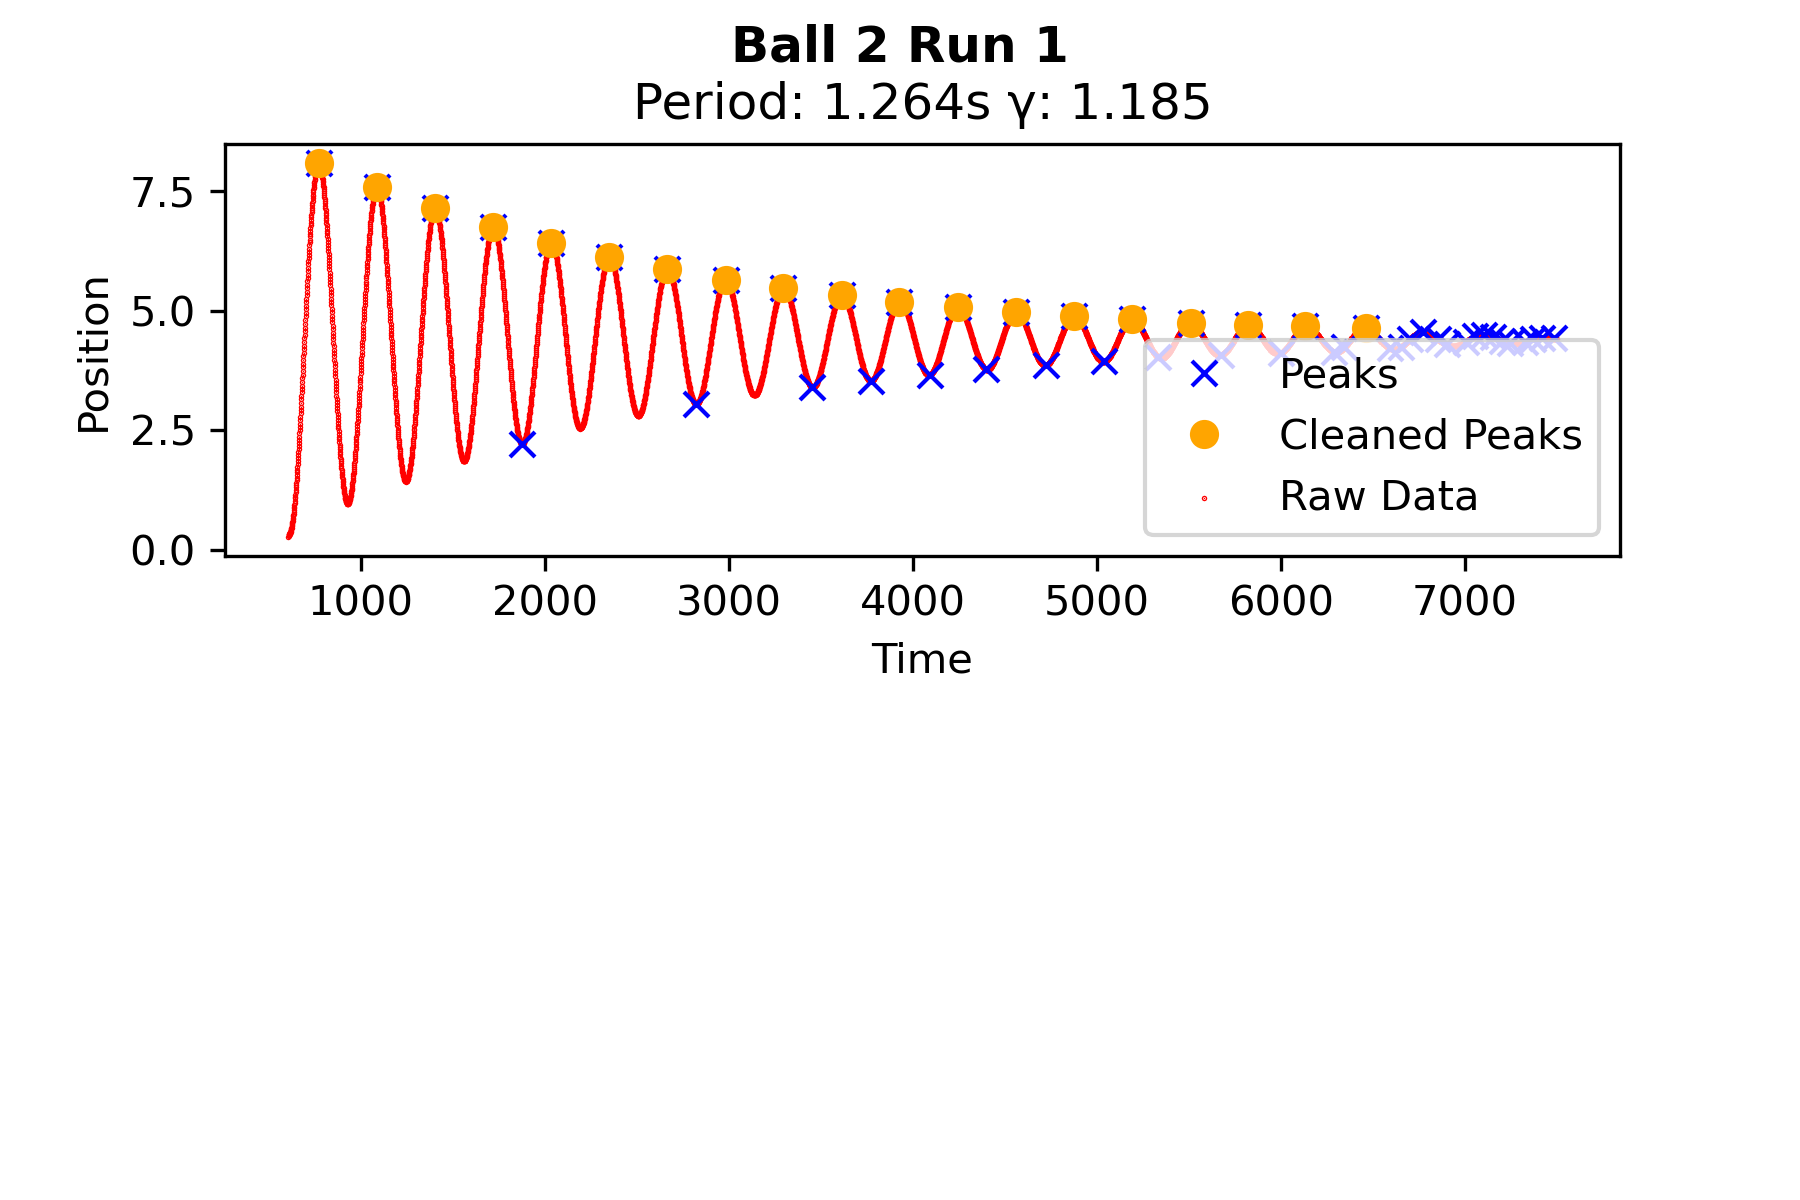 Ball 2 Run 1
Period: 1.264s γ: 1.185
Position
7.5
5.0
2.5
0.0
1000 2000 3000 4000 5000 6000 7000
Time
Peaks
Cleaned Peaks
Raw Data